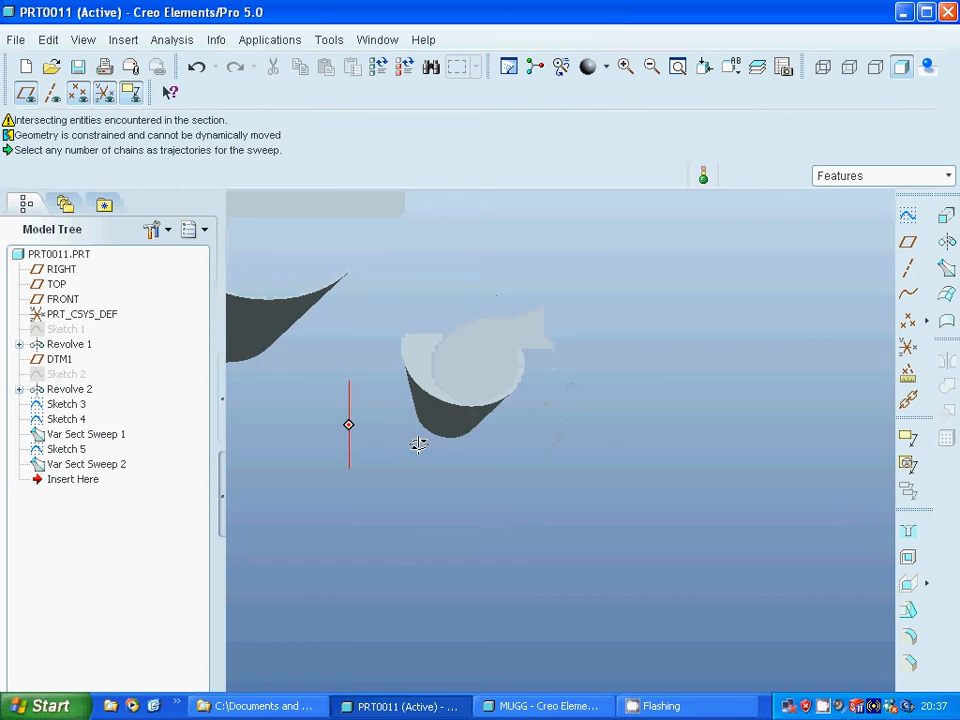 PRT0011 (Active) - Creo Elements/Pro 5.0
File Edit View Insert Analysis Info Applications Tools Window Help
Intersecting entities encountered in the section.
Geometry is constrained and cannot be dynamically moved
Select any number of chains as trajectories for the sweep.
Features
Model Tree
PRT0011.PRT
RIGHT
TOP
FRONT
PRT_CSYS_DEF
Sketch 1
Revolve 1
DTM1
Sketch 2
Revolve 2
Sketch 3
Sketch 4
Var Sect Sweep 1
Sketch 5
Var Sect Sweep 2
Insert Here
Start
C:\Documents and ...
PRT0011 (Active) - ...
MUGG - Creo Eleme...
Flashing
20:37